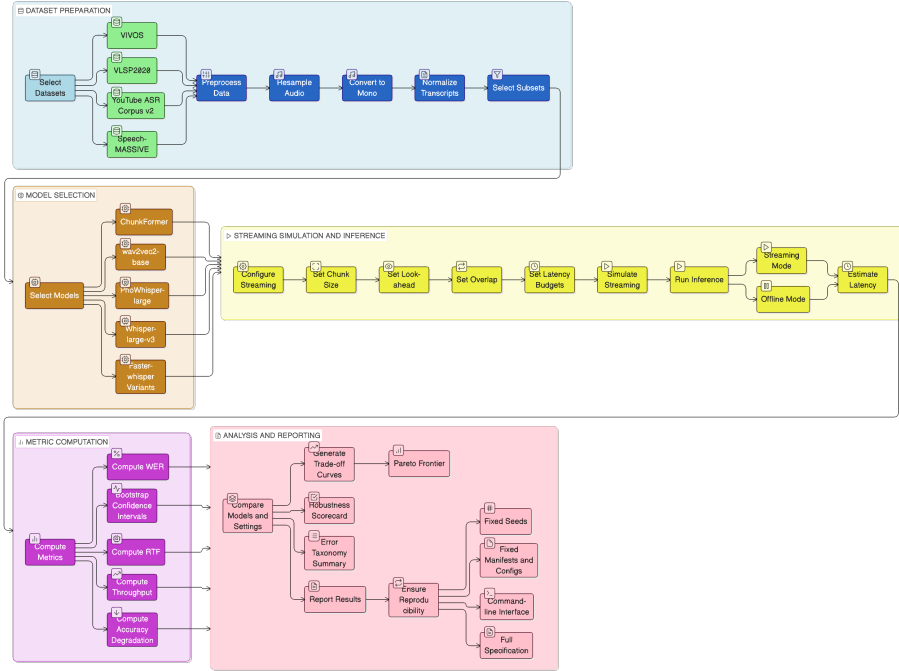 DATASET PREPARATION
Select
Datasets
VIVOS
VLSP2020
YouTube ASR
Corpus v2
Speech-
MASSIVE
Preprocess
Data
Resample
Audio
Convert to
Mono
Normalize
Transcripts
Select Subsets
MODEL SELECTION
Select Models
ChunkFormer
wav2vec2-
base
PhoWhisper-
large
Whisper-
large-v3
Faster-
whisper
Variants
STREAMING SIMULATION AND INFERENCE
Configure
Streaming
Set Chunk
Size
Set Look-
ahead
Set Overlap
Set Latency
Budgets
Simulate
Streaming
Run Inference
Streaming
Mode
Offline Mode
Estimate
Latency
METRIC COMPUTATION
Compute
Metrics
Compute WER
Bootstrap
Confidence
Intervals
Compute RTF
Compute
Throughput
Compute
Accuracy
Degradation
ANALYSIS AND REPORTING
Compare
Models and
Settings
Generate
Trade-off
Curves
Pareto Frontier
Robustness
Scorecard
Error
Taxonomy
Summary
Report Results
Ensure
Reprodu
cibility
Fixed Seeds
Fixed
Manifests and
Configs
Command-
line Interface
Full
Specification